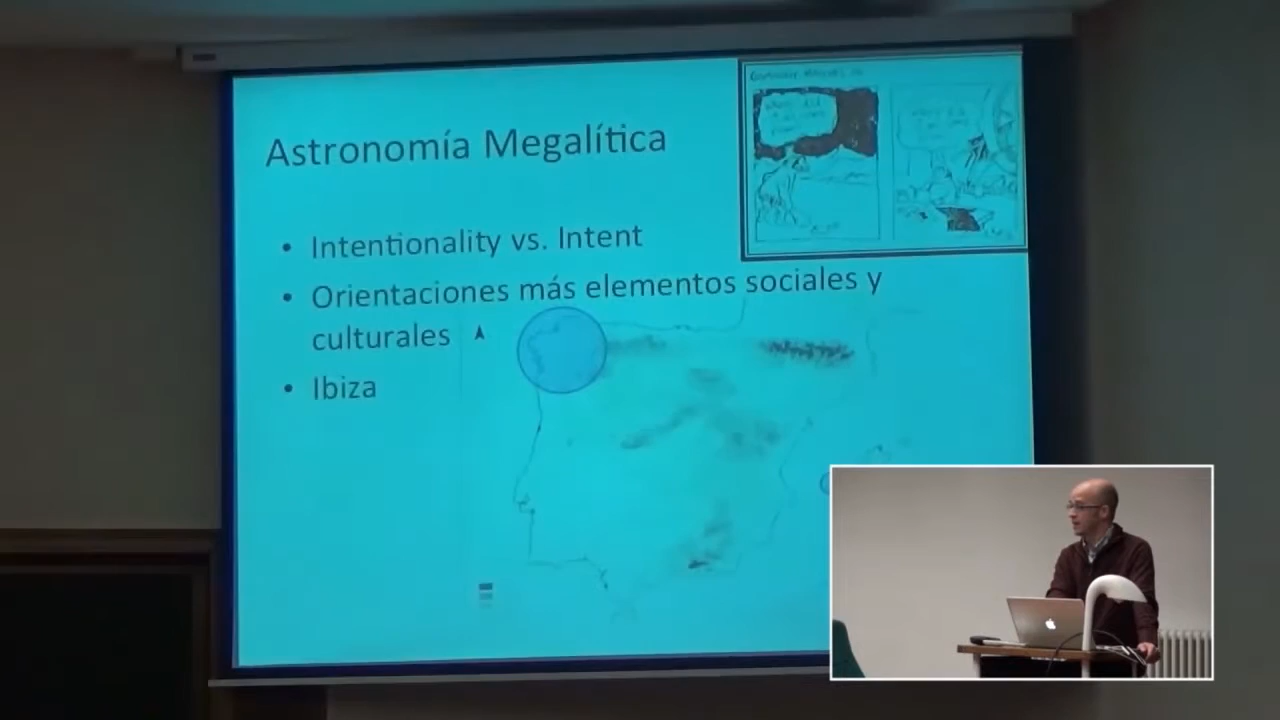 Astronomía Megalítica
• Intentionality vs. Intent
• Orientaciones más elementos sociales y
culturales
• Ibiza